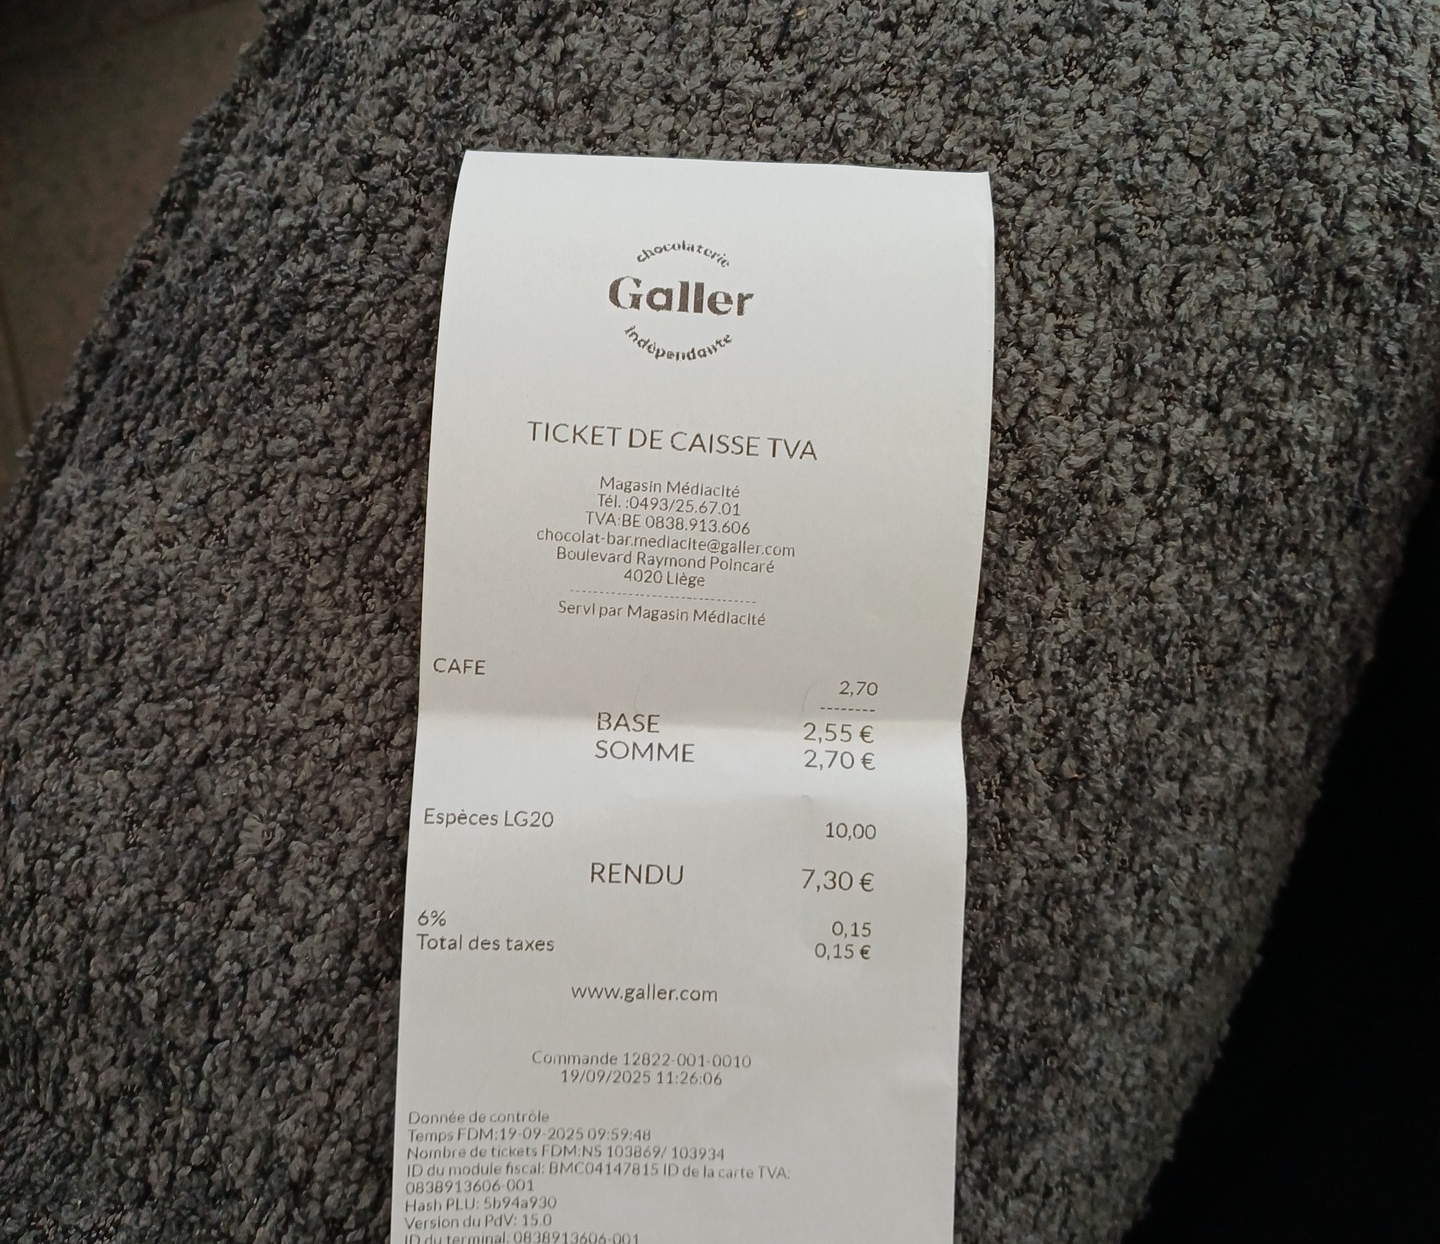 chocolaterie
Galler
indépendante
TICKET DE CAISSE TVA
Magasin Médiacité
Tél. :0493/25.67.01
TVA:BE 0838.913.606
chocolat-bar.mediacite@galler.com
Boulevard Raymond Poincaré
4020 Liège
--------------------------------
Servi par Magasin Médiacité
CAFE
2,70
--------
BASE 2,55 €
SOMME 2,70 €
Espèces LG20 10,00
RENDU 7,30 €
6% 0,15
Total des taxes 0,15 €
www.galler.com
Commande 12822-001-0010
19/09/2025 11:26:06
Donnée de contrôle
Temps FDM:19-09-2025 09:59:48
Nombre de tickets FDM:NS 103869/ 103934
ID du module fiscal: BMC04147815 ID de la carte TVA:
0838913606-001
Hash PLU: 5b94a930
Version du PdV: 15.0
ID du terminal: 0838913606-001